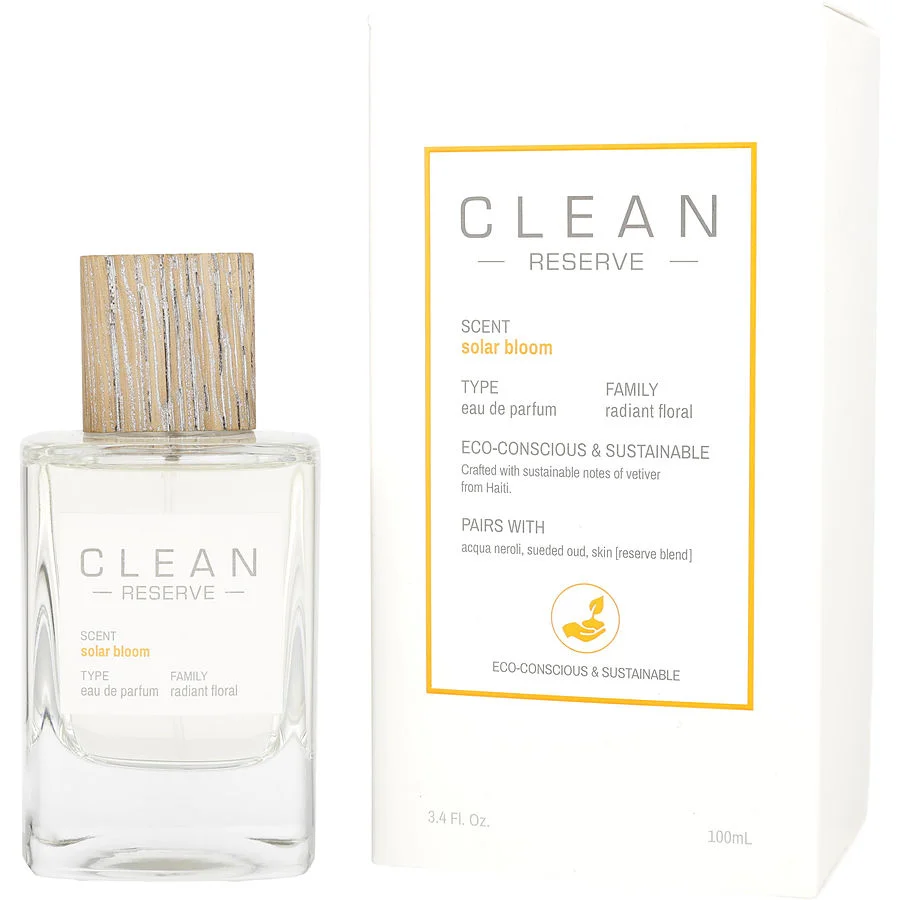 CLEAN
RESERVE
SCENT
solar bloom
TYPE FAMILY
eau de parfum radiant floral
CLEAN
RESERVE
SCENT
solar bloom
TYPE FAMILY
eau de parfum radiant floral
ECO-CONSCIOUS & SUSTAINABLE
Crafted with sustainable notes of vetiver
from Haiti.
PAIRS WITH
acqua neroli, sueded oud, skin [reserve blend]
ECO-CONSCIOUS & SUSTAINABLE
3.4 Fl. Oz. 100mL